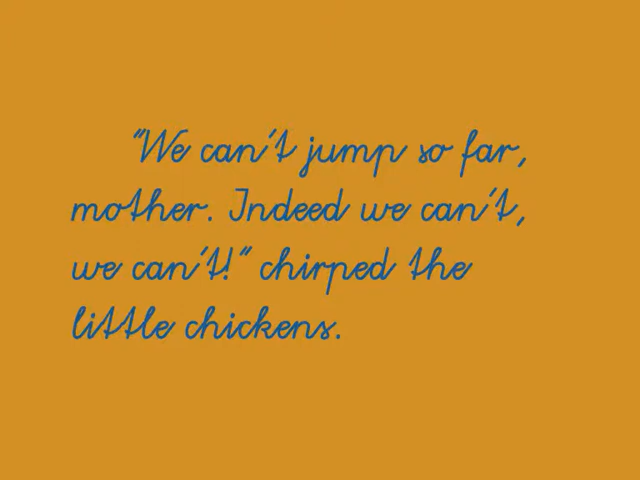 "We can't jump so far,
mother. Indeed we can't,
we can't!" chirped the
little chickens.